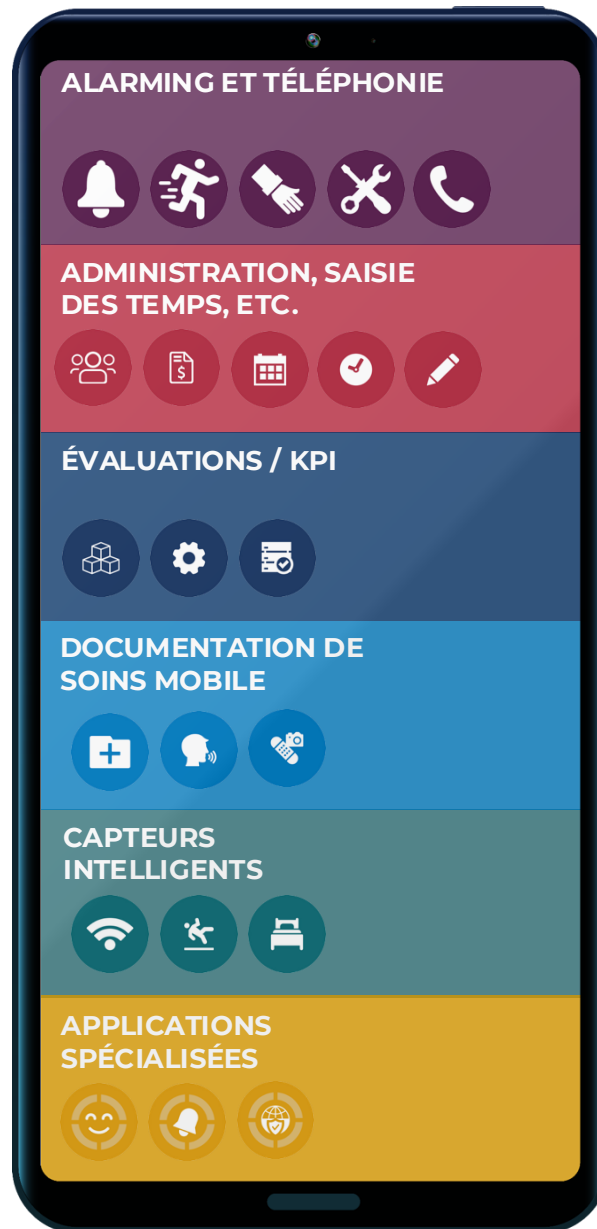 ALARMING ET TÉLÉPHONIE
ADMINISTRATION, SAISIE
DES TEMPS, ETC.
ÉVALUATIONS / KPI
DOCUMENTATION DE
SOINS MOBILE
CAPTEURS
INTELLIGENTS
APPLICATIONS
SPÉCIALISÉES